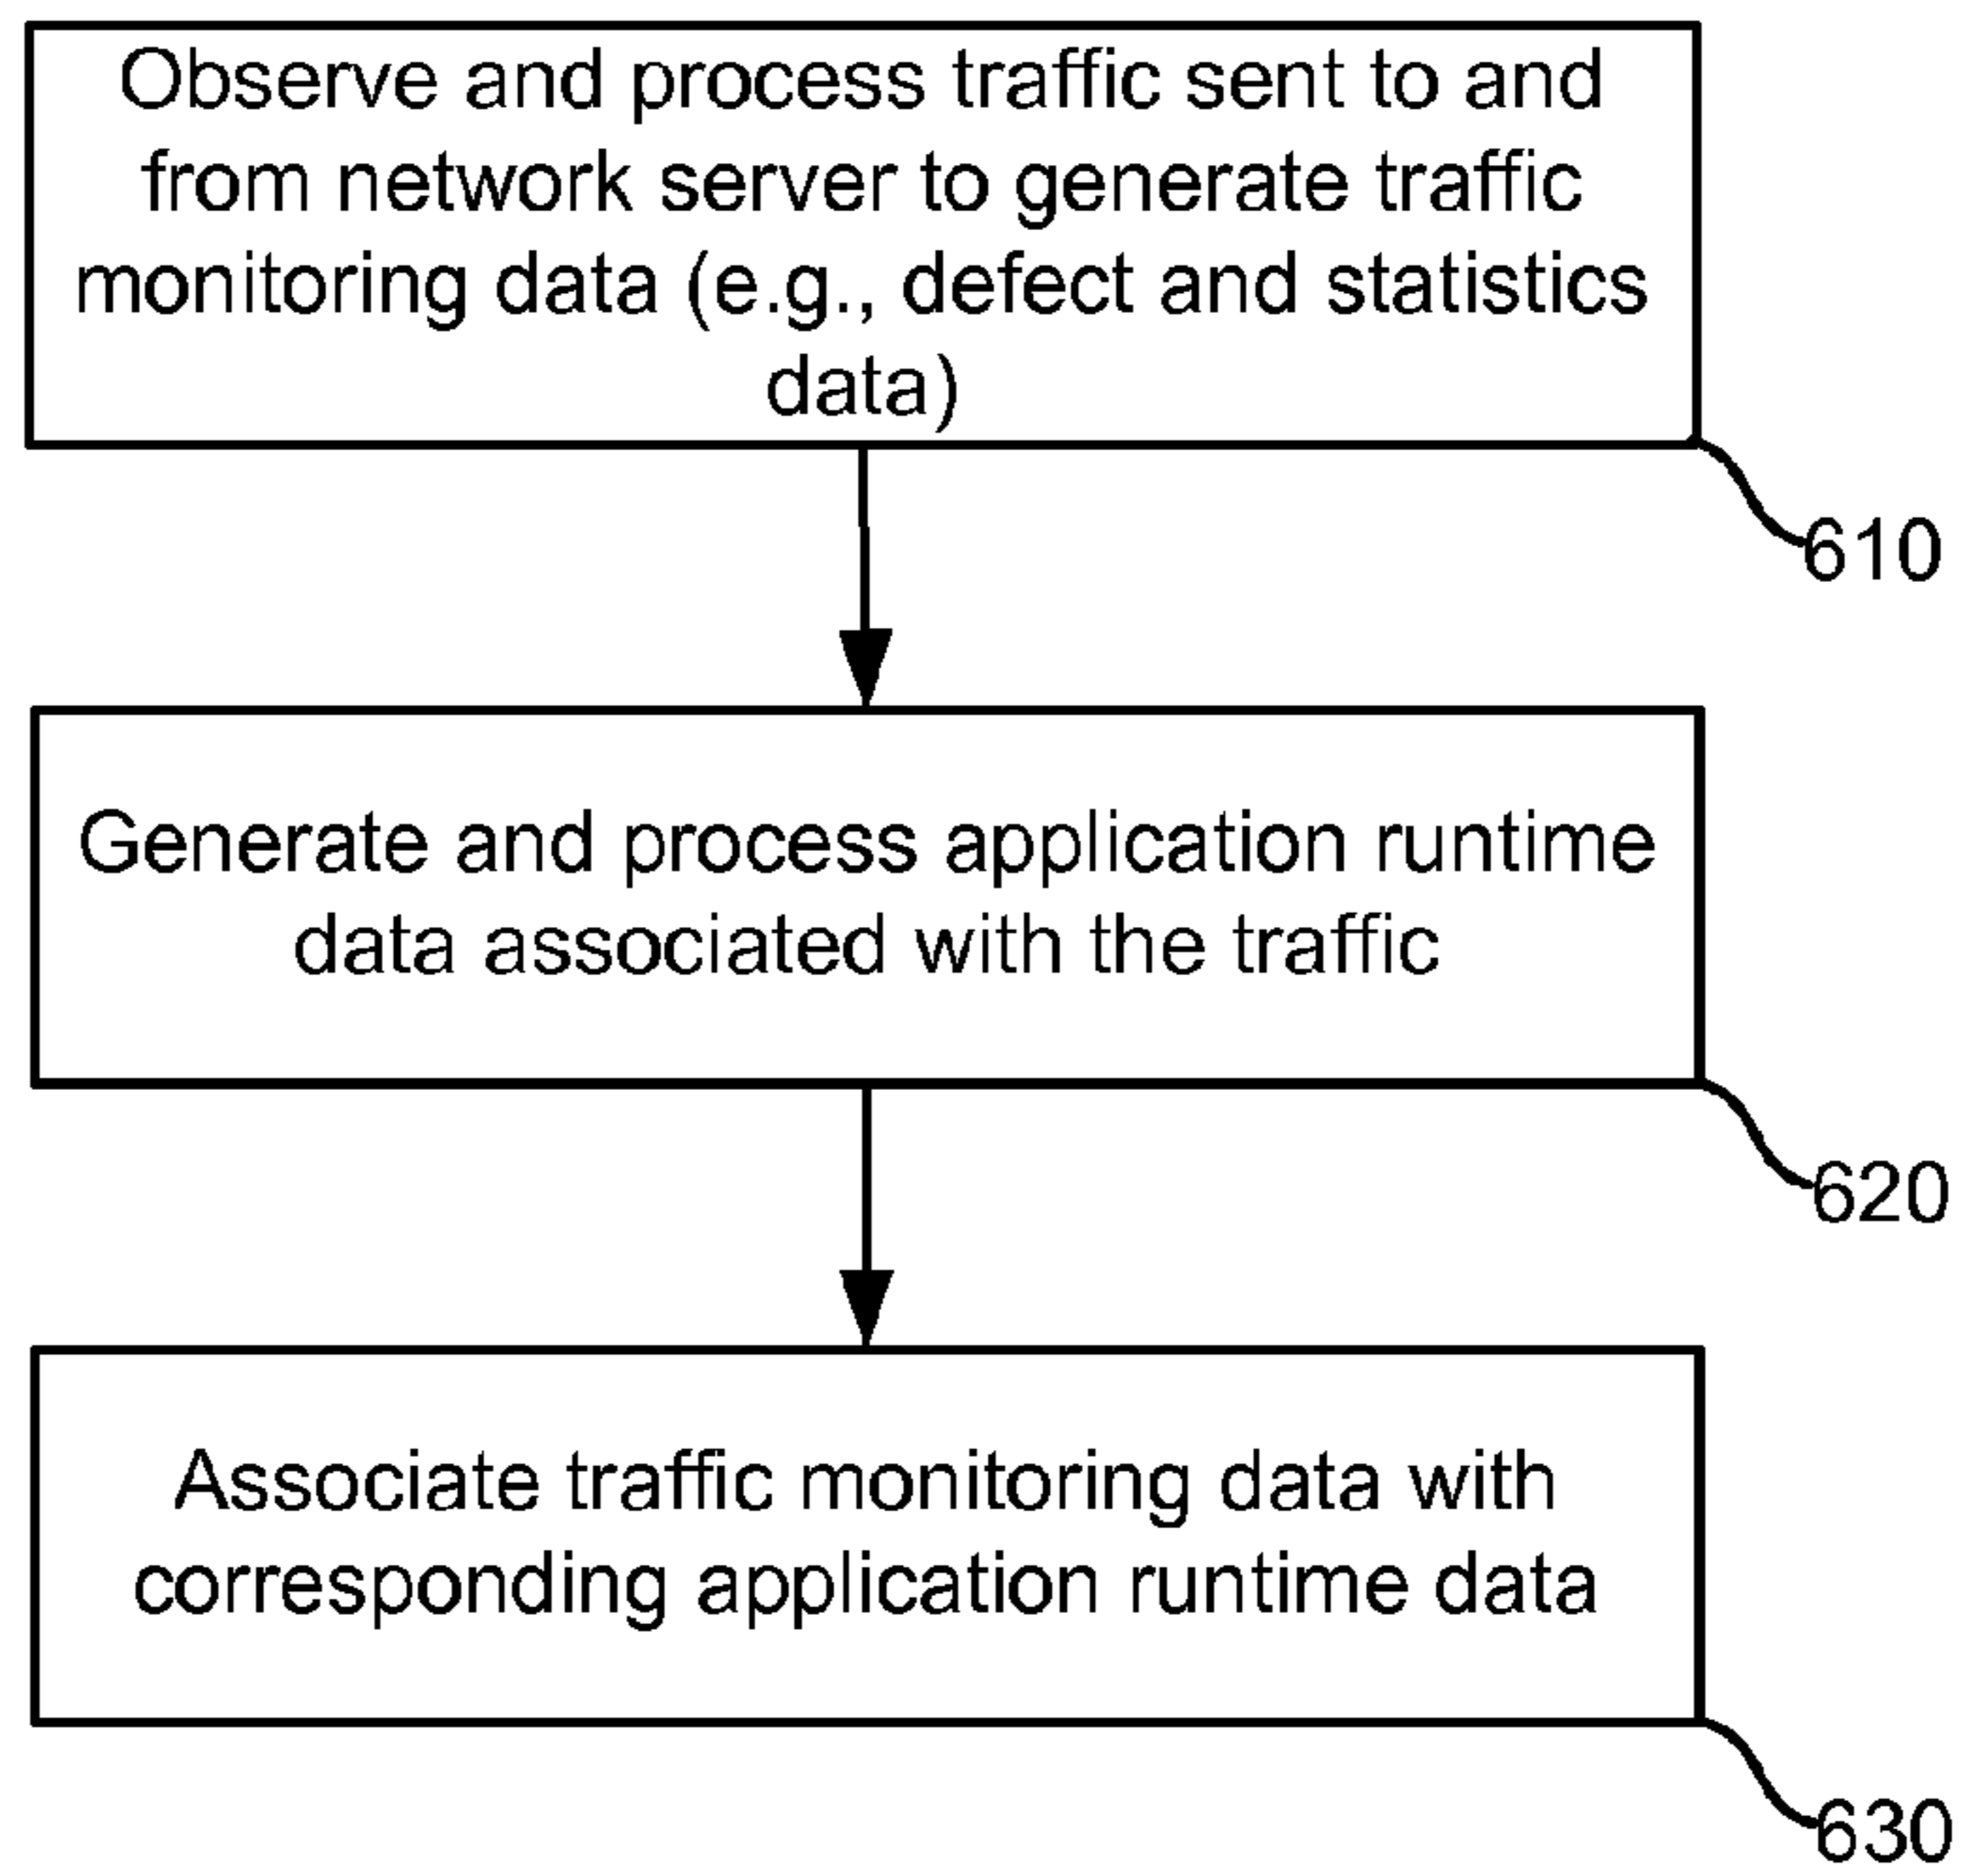 Observe and process traffic sent to and
from network server to generate traffic
monitoring data (e.g., defect and statistics
data)
610
Generate and process application runtime
data associated with the traffic
620
Associate traffic monitoring data with
corresponding application runtime data
630